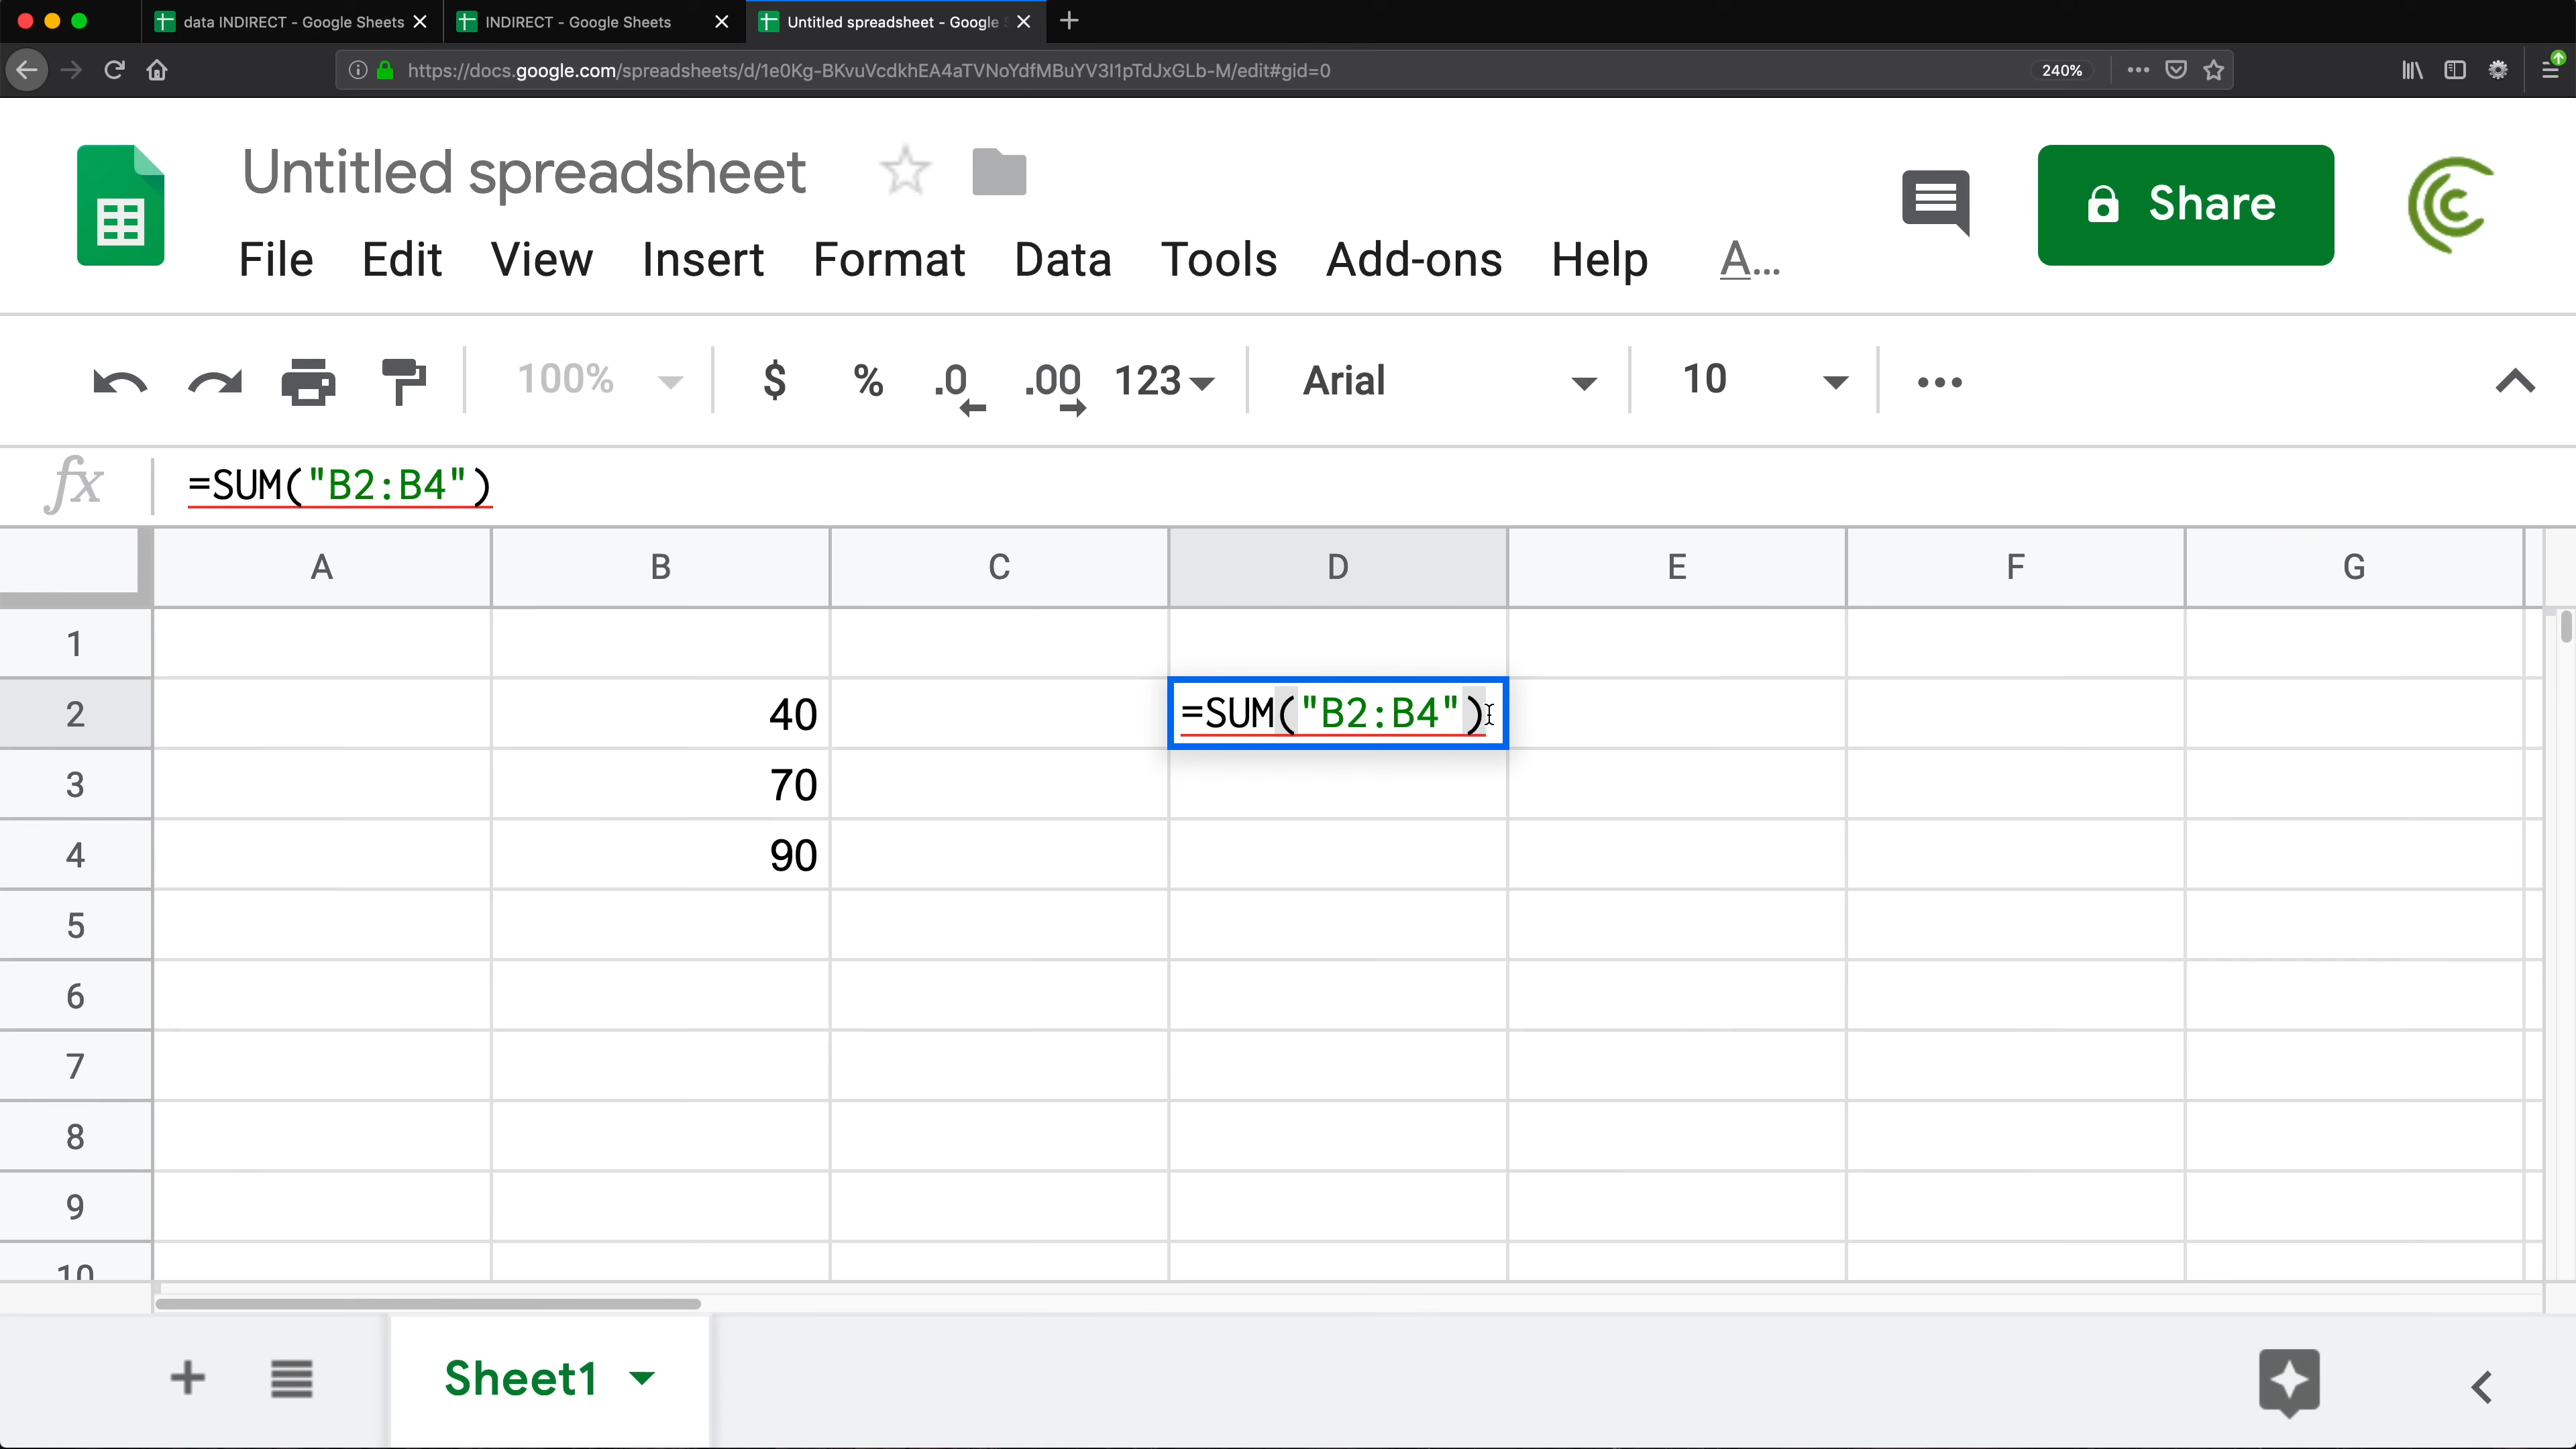 data INDIRECT - Google Sheets
INDIRECT - Google Sheets
Untitled spreadsheet - Google S
https://docs.google.com/spreadsheets/d/1e0Kg-BKvuVcdkhEA4aTVNoYdfMBuYV3I1pTdJxGLb-M/edit#gid=0
240%
Untitled spreadsheet
Share
File Edit View Insert Format Data Tools Add-ons Help A...
100% $ % .0 .00 123 Arial 10
fx =SUM("B2:B4")
A B C D E F G
1
2 40 =SUM("B2:B4")
3 70
4 90
5
6
7
8
9
10
Sheet1